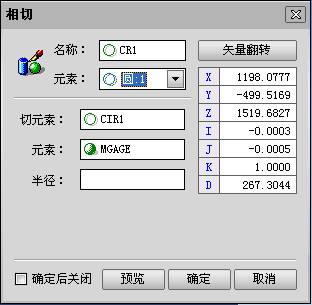 相切
名称： CR1
矢量翻转
元素： 圆:1
X 1198.0777
Y -499.5169
Z 1519.6827
I -0.0003
J -0.0005
K 1.0000
D 267.3044
切元素： CIR1
元素： MGAGE
半径：
确定后关闭
预览
确定
取消